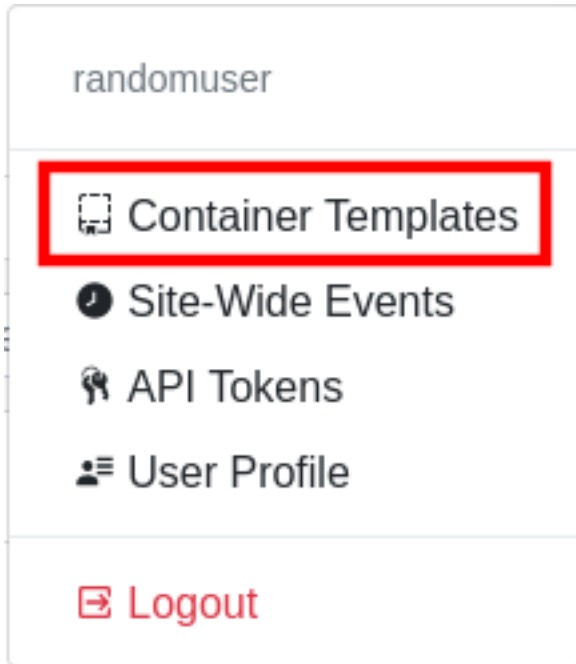 randomuser
Container Templates
Site-Wide Events
API Tokens
User Profile
Logout